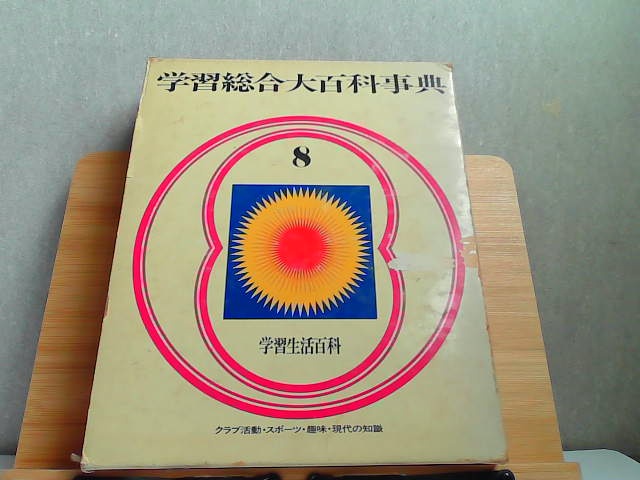 学習総合大百科事典
8
学習生活百科
クラブ活動・スポーツ・趣味・現代の知識